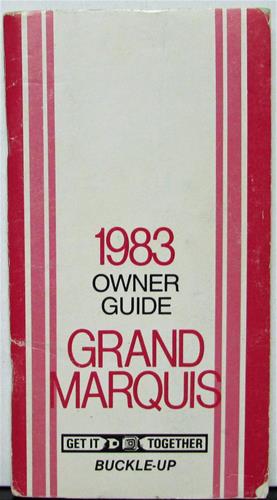 1983
OWNER
GUIDE
GRAND
MARQUIS
GET IT TOGETHER
BUCKLE-UP